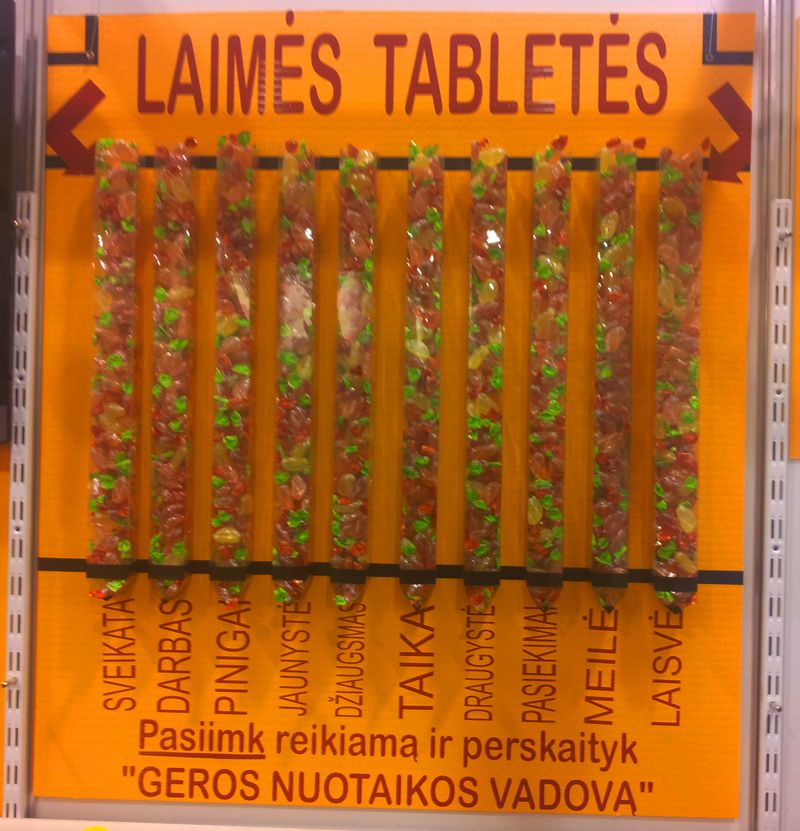 LAIMĖS TABLETĖS
SVEIKATA
DARBAS
PINIGAI
JAUNYSTĖ
DŽIAUGSMAS
TAIKA
DRAUGYSTĖ
PASIEKIMAI
MEILĖ
LAISVĖ
Pasiimk reikiamą ir perskaityk
"GEROS NUOTAIKOS VADOVĄ"